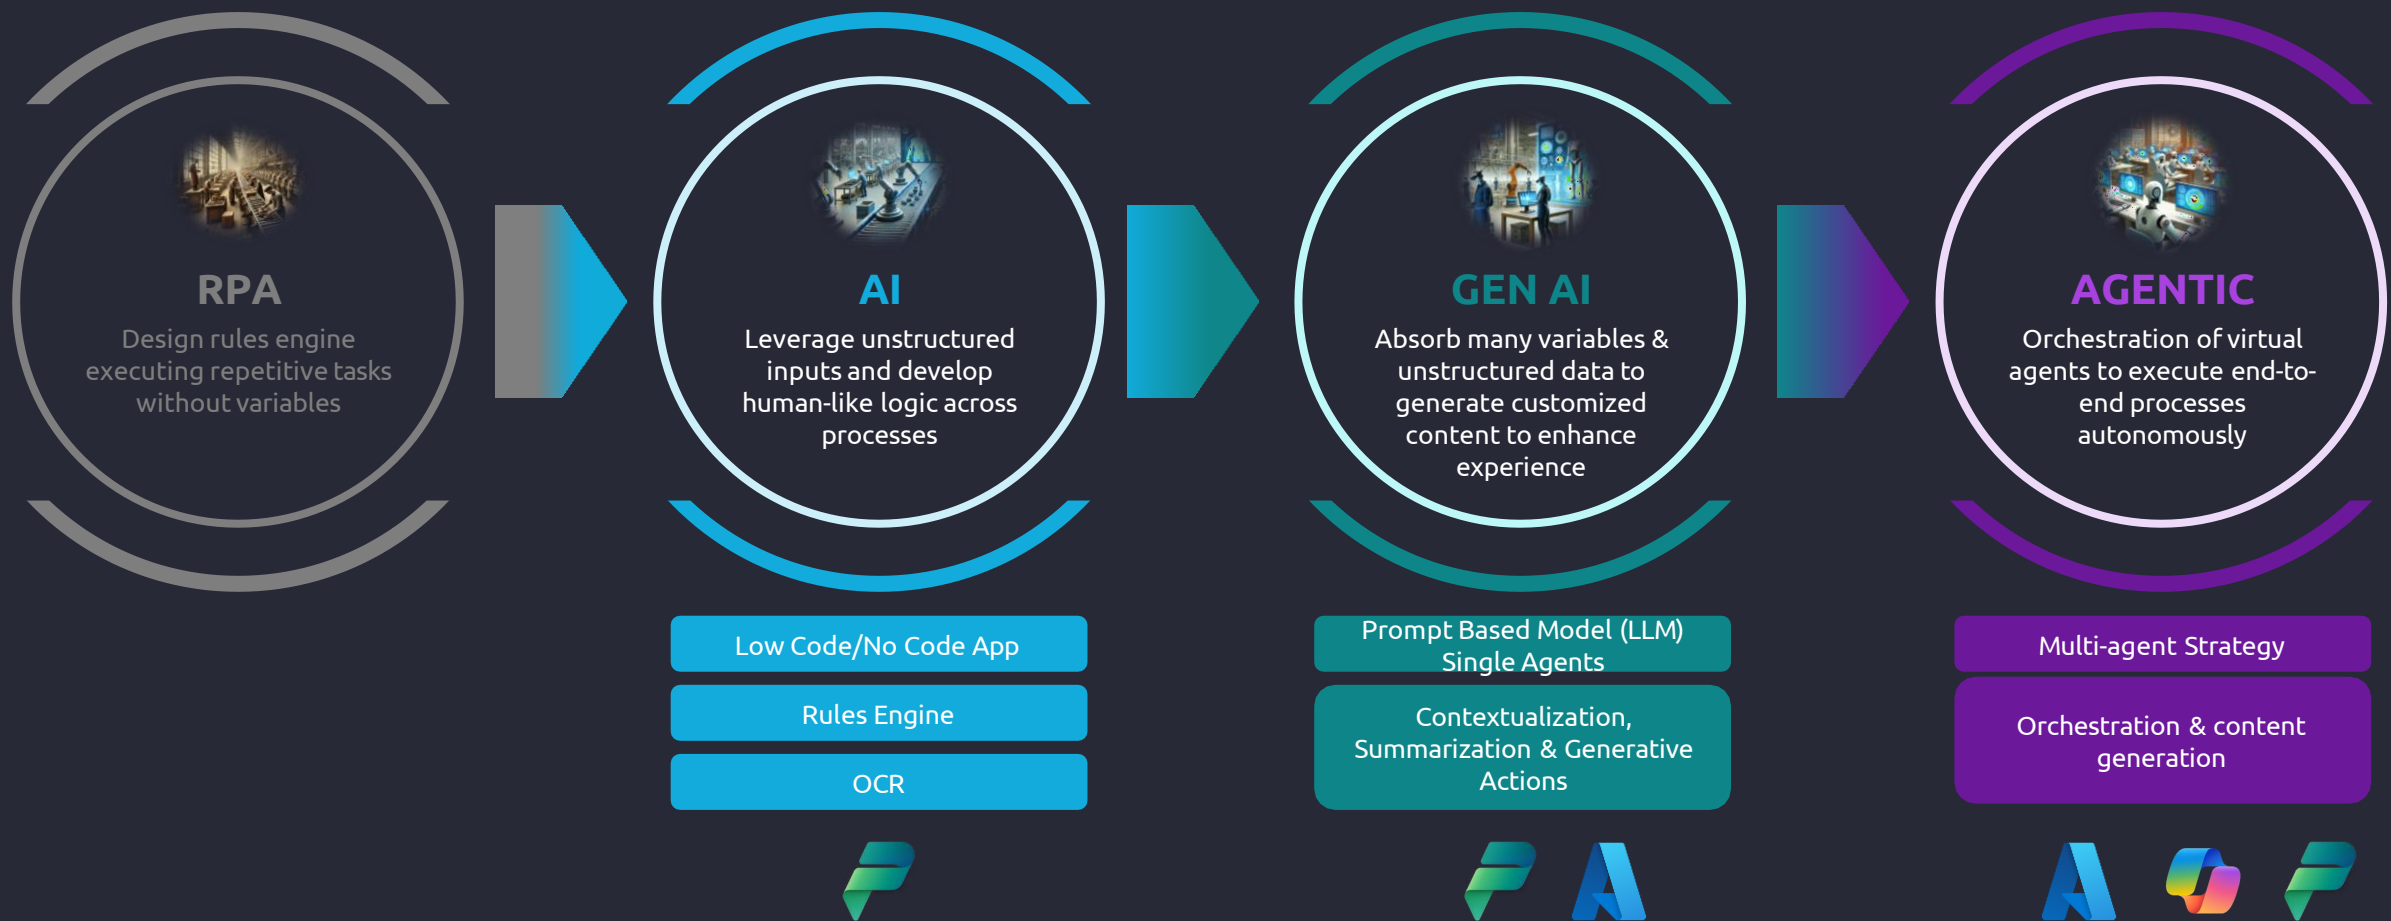 RPA
Design rules engine
executing repetitive tasks
without variables
AI
Leverage unstructured
inputs and develop
human-like logic across
processes
GEN AI
Absorb many variables &
unstructured data to
generate customized
content to enhance
experience
AGENTIC
Orchestration of virtual
agents to execute end-to-
end processes
autonomously
Low Code/No Code App
Rules Engine
OCR
Prompt Based Model (LLM)
Single Agents
Contextualization,
Summarization & Generative
Actions
Multi-agent Strategy
Orchestration & content
generation